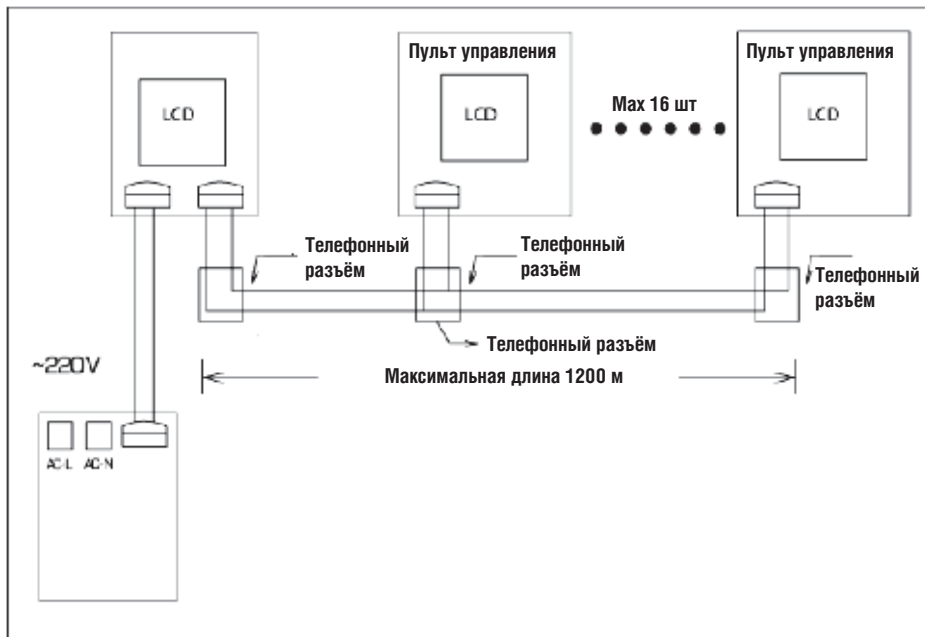 Пульт управления
Пульт управления
LCD
LCD
LCD
Max 16 шт
Телефонный
разъём
Телефонный
разъём
Телефонный
разъём
Телефонный разъём
~220V
Максимальная длина 1200 м
AC-L
AC-N